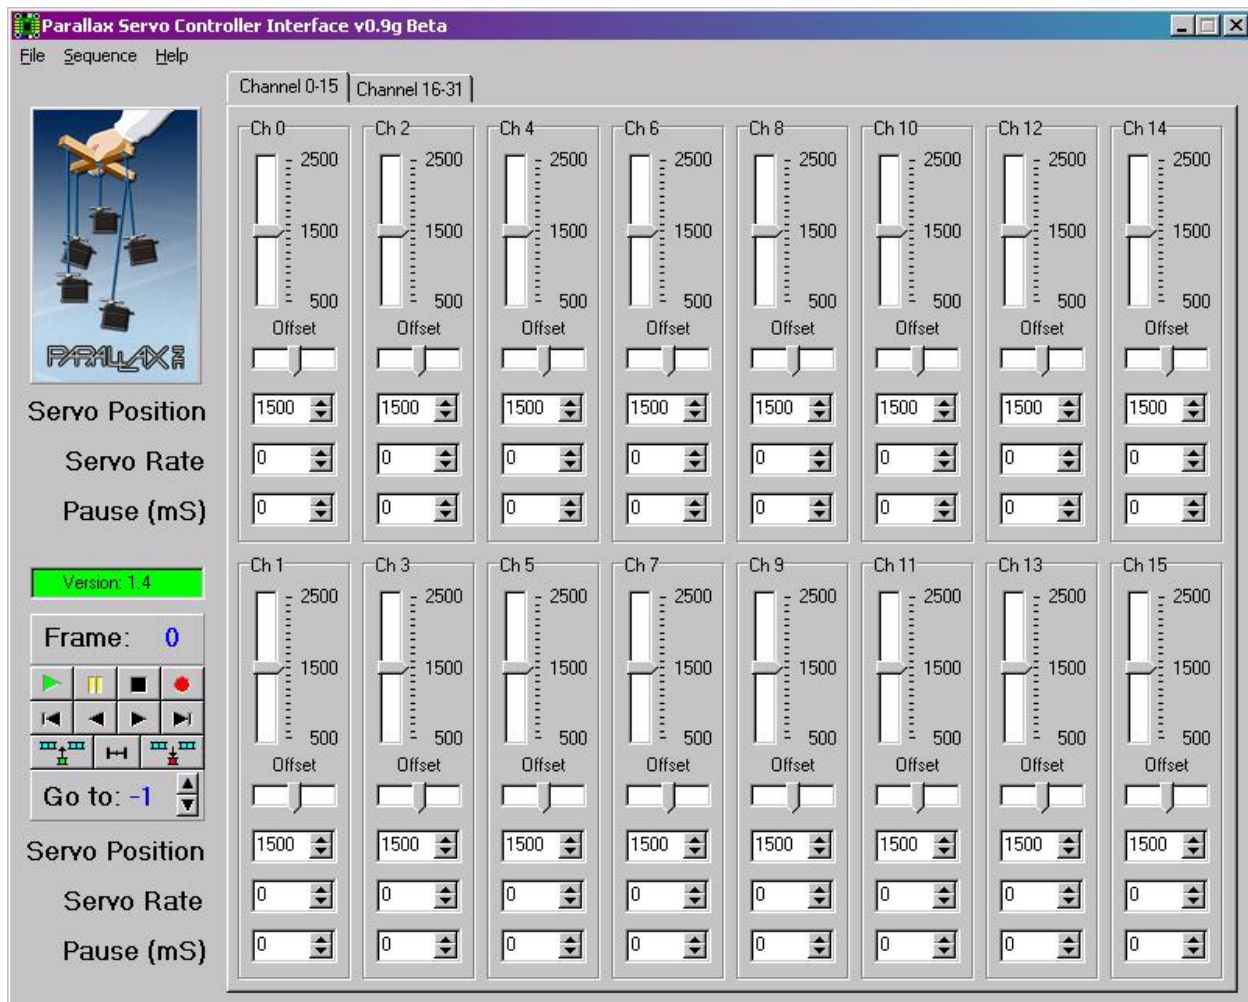 Parallax Servo Controller Interface v0.9g Beta
File Sequence Help
Channel 0-15 Channel 16-31
PARALLAX INC
Ch 0 Ch 2 Ch 4 Ch 6 Ch 8 Ch 10 Ch 12 Ch 14
2500 2500 2500 2500 2500 2500 2500 2500
1500 1500 1500 1500 1500 1500 1500 1500
500 500 500 500 500 500 500 500
Offset Offset Offset Offset Offset Offset Offset Offset
Servo Position 1500 1500 1500 1500 1500 1500 1500 1500
Servo Rate 0 0 0 0 0 0 0 0
Pause (mS) 0 0 0 0 0 0 0 0
Version: 1.4
Frame: 0
Go to: -1
Ch 1 Ch 3 Ch 5 Ch 7 Ch 9 Ch 11 Ch 13 Ch 15
2500 2500 2500 2500 2500 2500 2500 2500
1500 1500 1500 1500 1500 1500 1500 1500
500 500 500 500 500 500 500 500
Offset Offset Offset Offset Offset Offset Offset Offset
Servo Position 1500 1500 1500 1500 1500 1500 1500 1500
Servo Rate 0 0 0 0 0 0 0 0
Pause (mS) 0 0 0 0 0 0 0 0